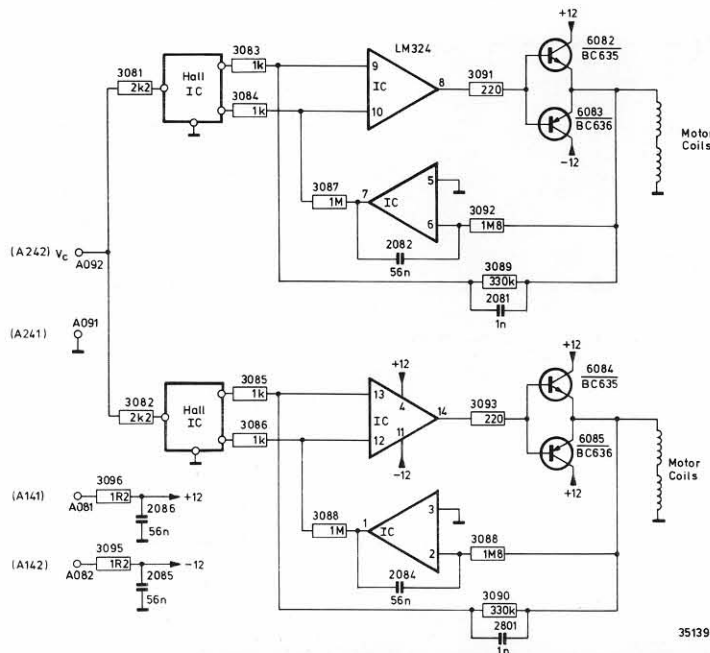 +12
6082
BC635
LM324
3083
1k
3081
2k2
Hall
IC
9
IC
10
8
3091
220
3084
1k
6083
BC636
-12
Motor
Coils
3087
1M
7
5
IC
6
3092
1M8
2082
56n
(A242) Vc
A092
3089
330k
2081
1n
(A241)
A091
+12
6084
BC635
3085
1k
3082
2k2
Hall
IC
13
+12
4
IC
11
12
-12
14
3093
220
3086
1k
6085
BC636
+12
Motor
Coils
3096
1R2
(A141)
A081
+12
2086
56n
3088
1M
1
3
IC
2
3088
1M8
2084
56n
3095
1R2
(A142)
A082
-12
2085
56n
3090
330k
2801
1n
35139